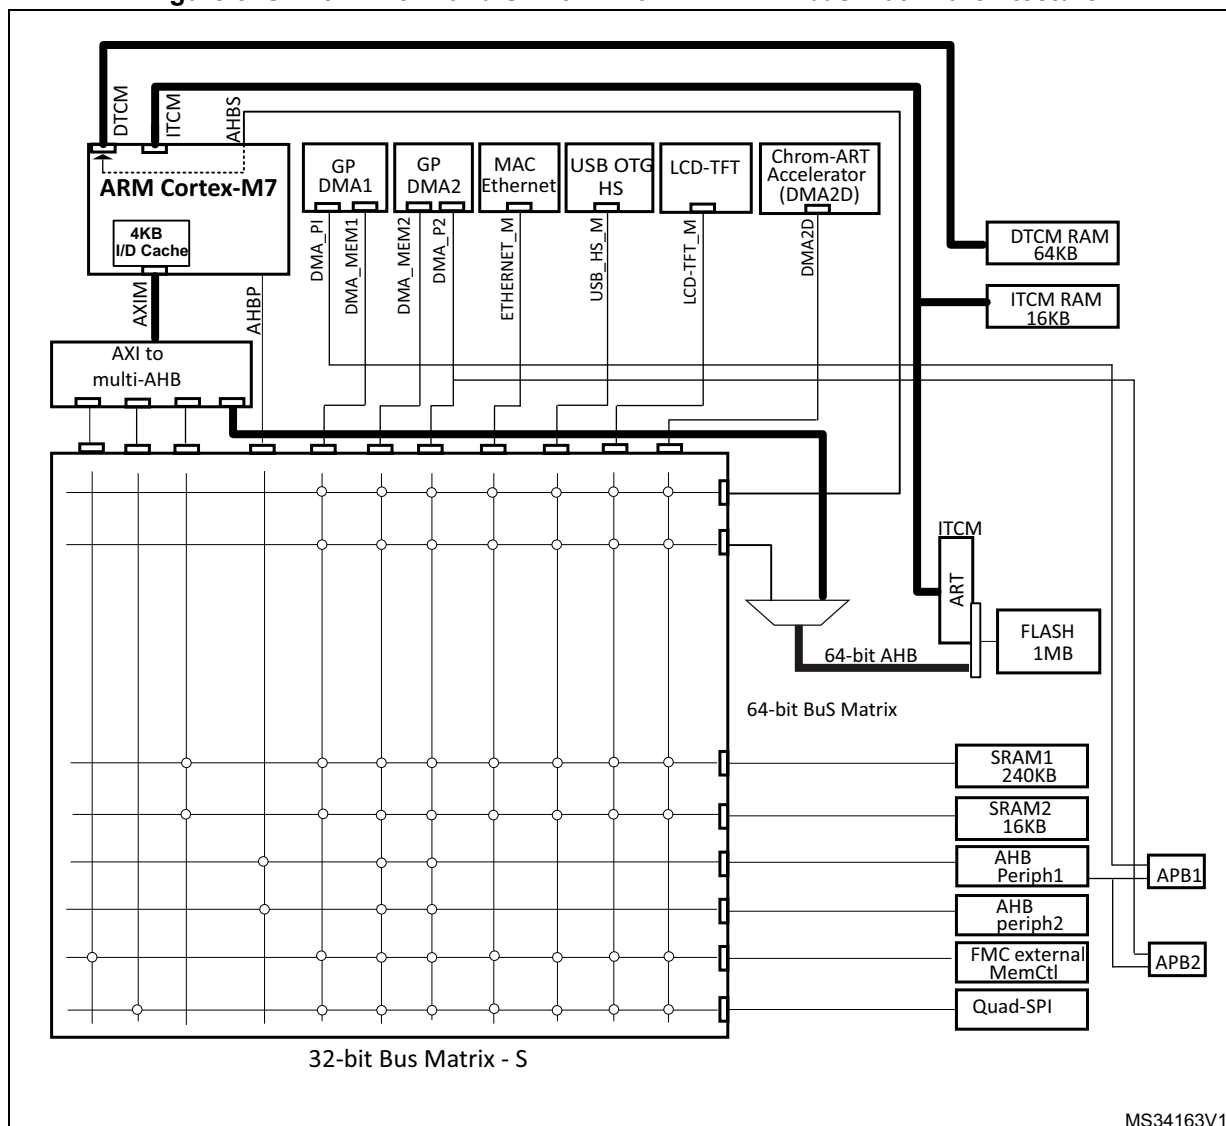 DTCM
ITCM
AHBS
ARM Cortex-M7
4KB
I/D Cache
GP
DMA1
GP
DMA2
MAC
Ethernet
USB OTG
HS
LCD-TFT
Chrom-ART
Accelerator
(DMA2D)
DTCM RAM
64KB
ITCM RAM
16KB
AXIM
AHBP
DMA_PI
DMA_MEM1
DMA_MEM2
DMA_P2
ETHERNET_M
USB_HS_M
LCD-TFT_M
DMA2D
AXI to
multi-AHB
ITCM
ART
FLASH
1MB
64-bit AHB
64-bit BuS Matrix
SRAM1
240KB
SRAM2
16KB
AHB
Periph1
APB1
AHB
periph2
FMC external
MemCtl
APB2
Quad-SPI
32-bit Bus Matrix - S
MS34163V1